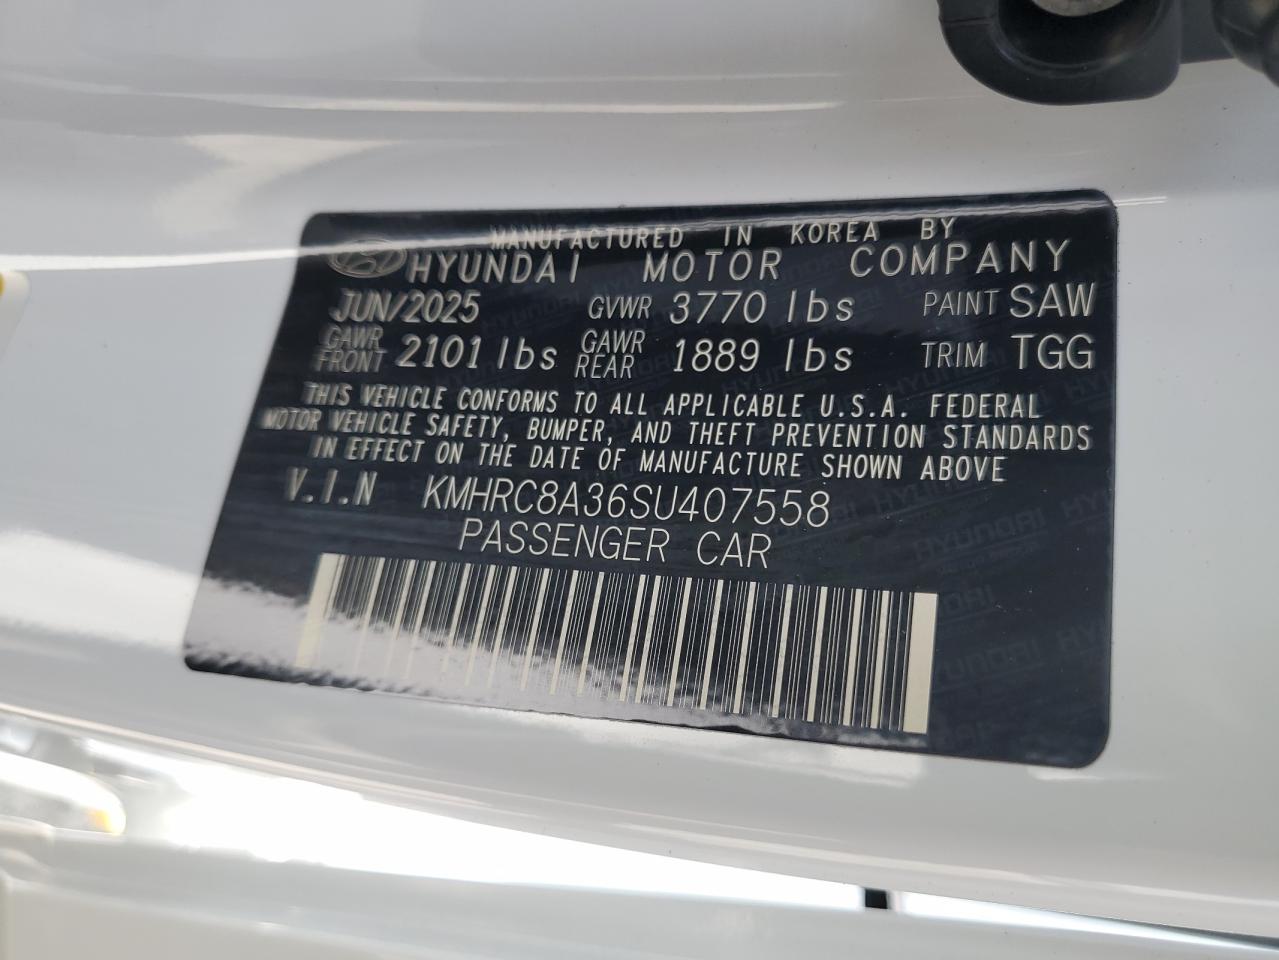 MANUFACTURED IN KOREA BY
HYUNDAI MOTOR COMPANY
JUN/2025 GVWR 3770 lbs PAINT SAW
GAWR FRONT 2101 lbs GAWR REAR 1889 lbs TRIM TGG
THIS VEHICLE CONFORMS TO ALL APPLICABLE U.S.A. FEDERAL
MOTOR VEHICLE SAFETY, BUMPER, AND THEFT PREVENTION STANDARDS
IN EFFECT ON THE DATE OF MANUFACTURE SHOWN ABOVE
V.I.N KMHRC8A36SU407558
PASSENGER CAR